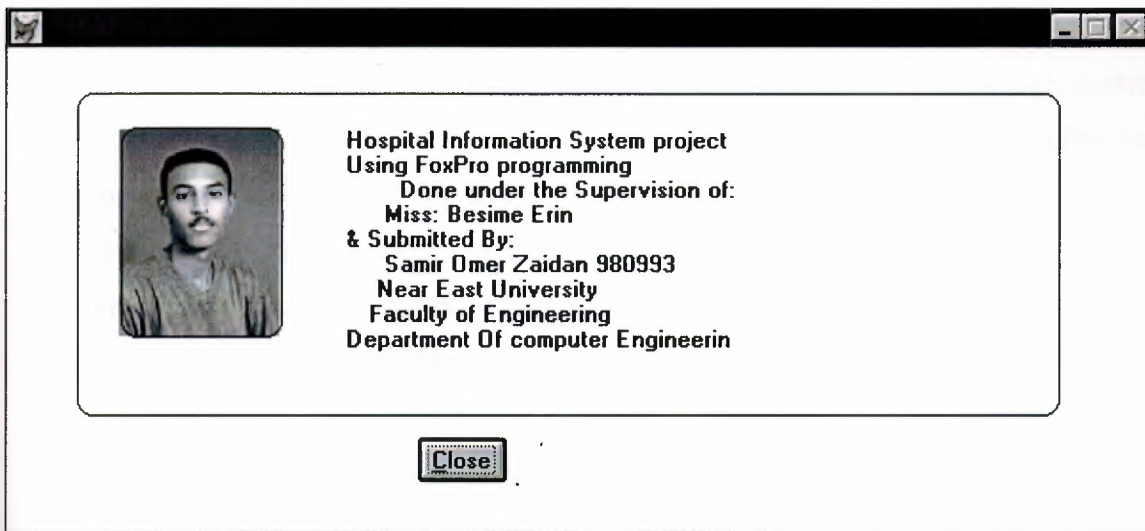 Hospital Information System project
Using FoxPro programming
Done under the Supervision of:
Miss: Besime Erin
& Submitted By:
Samir Omer Zaidan 980993
Near East University
Faculty of Engineering
Department Of computer Engineerin
Close